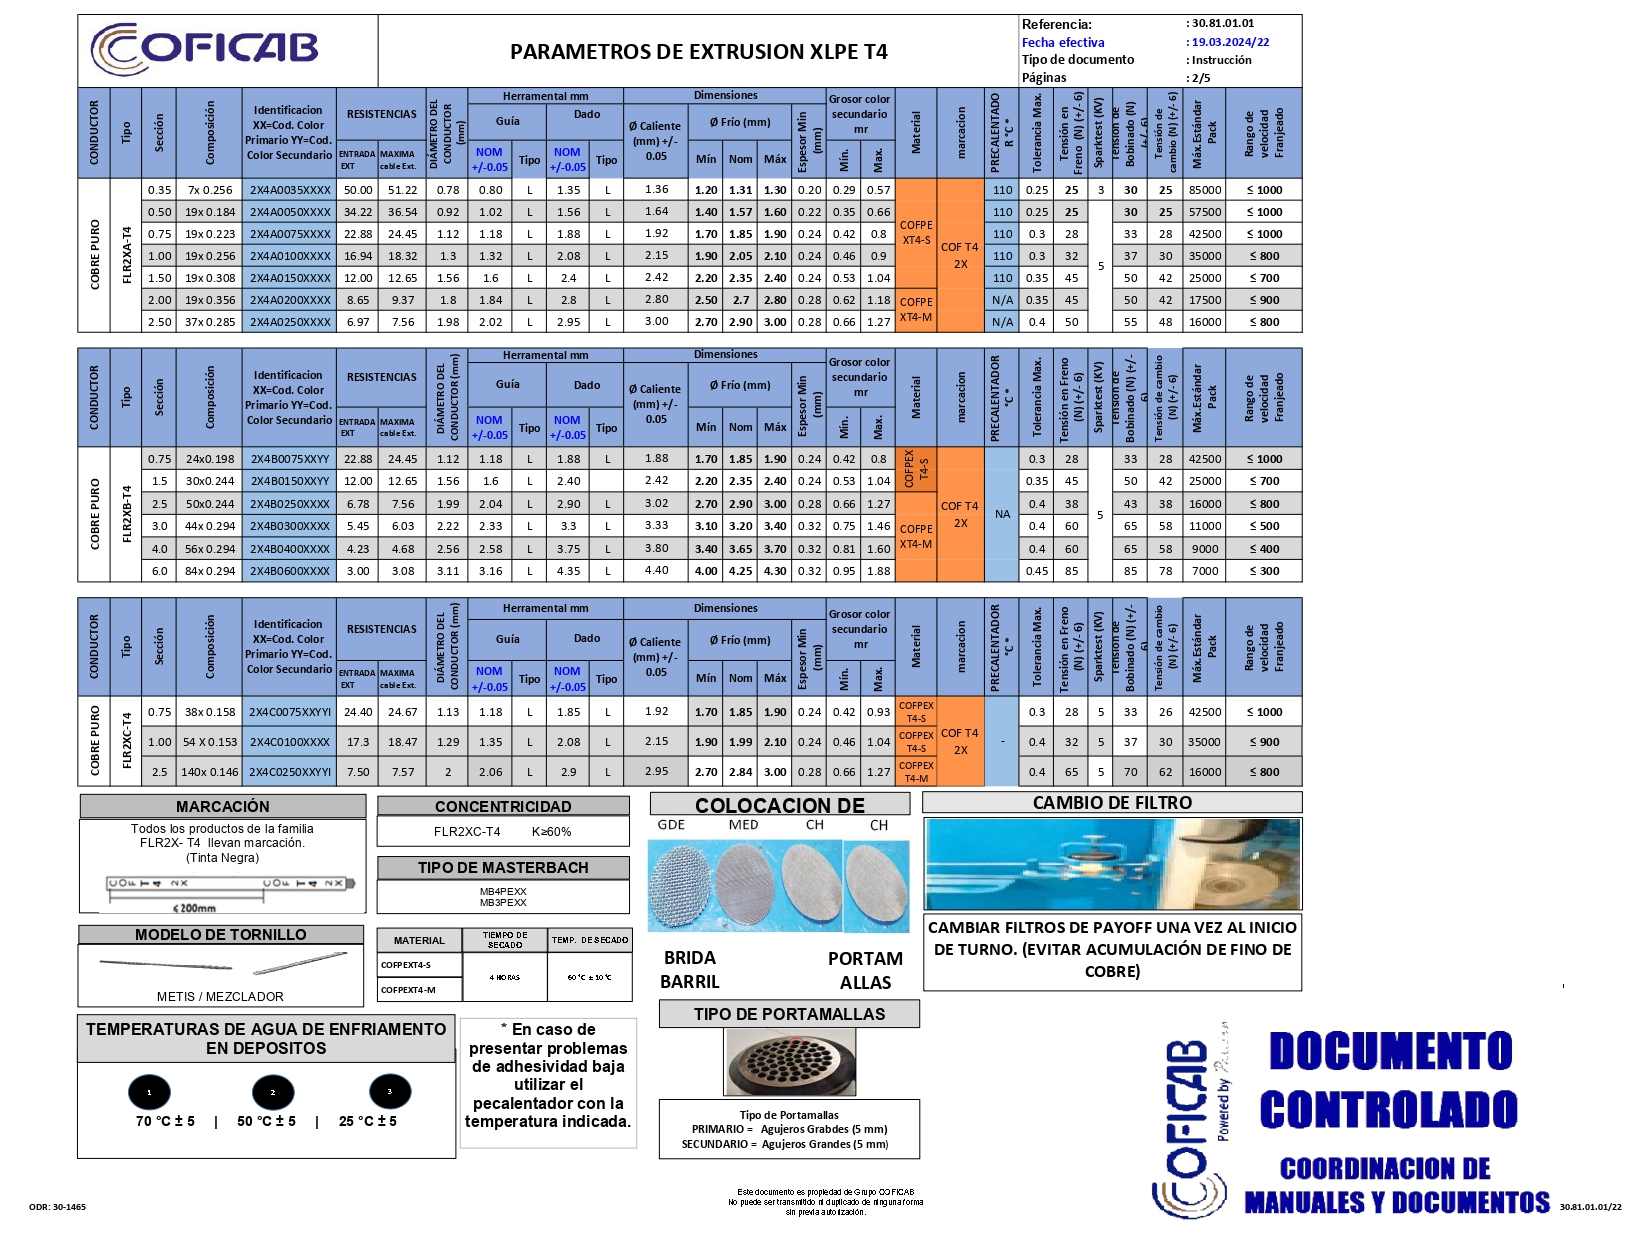 COFICAB
PARAMETROS DE EXTRUSION XLPE T4
Referencia: : 30.81.01.01
Fecha efectiva : 19.03.2024/22
Tipo de documento : Instrucción
Páginas : 2/5
CONDUCTOR Tipo Sección Composición Identificacion XX=Cod. Color Primario YY=Cod. Color Secundario RESISTENCIAS ENTRADA EXT MAXIMA cable Ext. DIÁMETRO DEL CONDUCTOR (mm) Herramental mm Guía Dado NOM +/-0.05 Tipo NOM +/-0.05 Tipo Dimensiones Ø Caliente (mm) +/- 0.05 Ø Frío (mm) Mín Nom Máx Espesor Min (mm) Grosor color secundario mr Mín. Max. Material marcacion PRECALENTADO R °C * Tolerancia Max. Tensión en Freno (N) (+/- 6) Sparktest (KV) Tensión de Bobinado (N) (+/- 6) Tensión de cambio (N) (+/- 6) Máx.Estándar Pack Rango de velocidad Franjeado
COBRE PURO FLR2XA-T4
0.35 7x 0.256 2X4A0035XXXX 50.00 51.22 0.78 0.80 L 1.35 L 1.36 1.20 1.31 1.30 0.20 0.29 0.57 110 0.25 25 3 30 25 85000 ≤ 1000
0.50 19x 0.184 2X4A0050XXXX 34.22 36.54 0.92 1.02 L 1.56 L 1.64 1.40 1.57 1.60 0.22 0.35 0.66 110 0.25 25 30 25 57500 ≤ 1000
0.75 19x 0.223 2X4A0075XXXX 22.88 24.45 1.12 1.18 L 1.88 L 1.92 1.70 1.85 1.90 0.24 0.42 0.8 COFPE XT4-S 110 0.3 28 33 28 42500 ≤ 1000
1.00 19x 0.256 2X4A0100XXXX 16.94 18.32 1.3 1.32 L 2.08 L 2.15 1.90 2.05 2.10 0.24 0.46 0.9 COF T4 2X 110 0.3 32 5 37 30 35000 ≤ 800
1.50 19x 0.308 2X4A0150XXXX 12.00 12.65 1.56 1.6 L 2.4 L 2.42 2.20 2.35 2.40 0.24 0.53 1.04 110 0.35 45 50 42 25000 ≤ 700
2.00 19x 0.356 2X4A0200XXXX 8.65 9.37 1.8 1.84 L 2.8 L 2.80 2.50 2.7 2.80 0.28 0.62 1.18 COFPE XT4-M N/A 0.35 45 50 42 17500 ≤ 900
2.50 37x 0.285 2X4A0250XXXX 6.97 7.56 1.98 2.02 L 2.95 L 3.00 2.70 2.90 3.00 0.28 0.66 1.27 N/A 0.4 50 55 48 16000 ≤ 800
CONDUCTOR Tipo Sección Composición Identificacion XX=Cod. Color Primario YY=Cod. Color Secundario RESISTENCIAS ENTRADA EXT MAXIMA cable Ext. DIÁMETRO DEL CONDUCTOR (mm) Herramental mm Guía Dado NOM +/-0.05 Tipo NOM +/-0.05 Tipo Dimensiones Ø Caliente (mm) +/- 0.05 Ø Frío (mm) Mín Nom Máx Espesor Min (mm) Grosor color secundario mr Mín. Max. Material marcacion PRECALENTADOR °C * Tolerancia Max. Tensión en Freno (N) (+/- 6) Sparktest (KV) Tensión de Bobinado (N) (+/- 6) Tensión de cambio (N) (+/- 6) Máx.Estándar Pack Rango de velocidad Franjeado
COBRE PURO FLR2XB-T4
0.75 24x0.198 2X4B0075XXYY 22.88 24.45 1.12 1.18 L 1.88 L 1.88 1.70 1.85 1.90 0.24 0.42 0.8 COFPEX T4-S 0.3 28 33 28 42500 ≤ 1000
1.5 30x0.244 2X4B0150XXYY 12.00 12.65 1.56 1.6 L 2.40 2.42 2.20 2.35 2.40 0.24 0.53 1.04 0.35 45 50 42 25000 ≤ 700
2.5 50x0.244 2X4B0250XXXX 6.78 7.56 1.99 2.04 L 2.90 L 3.02 2.70 2.90 3.00 0.28 0.66 1.27 COF T4 2X NA 0.4 38 5 43 38 16000 ≤ 800
3.0 44x 0.294 2X4B0300XXXX 5.45 6.03 2.22 2.33 L 3.3 L 3.33 3.10 3.20 3.40 0.32 0.75 1.46 COFPE XT4-M 0.4 60 65 58 11000 ≤ 500
4.0 56x 0.294 2X4B0400XXXX 4.23 4.68 2.56 2.58 L 3.75 L 3.80 3.40 3.65 3.70 0.32 0.81 1.60 0.4 60 65 58 9000 ≤ 400
6.0 84x 0.294 2X4B0600XXXX 3.00 3.08 3.11 3.16 L 4.35 L 4.40 4.00 4.25 4.30 0.32 0.95 1.88 0.45 85 85 78 7000 ≤ 300
CONDUCTOR Tipo Sección Composición Identificacion XX=Cod. Color Primario YY=Cod. Color Secundario RESISTENCIAS ENTRADA EXT MAXIMA cable Ext. DIÁMETRO DEL CONDUCTOR (mm) Herramental mm Guía Dado NOM +/-0.05 Tipo NOM +/-0.05 Tipo Dimensiones Ø Caliente (mm) +/- 0.05 Ø Frío (mm) Mín Nom Máx Espesor Min (mm) Grosor color secundario mr Mín. Max. Material marcacion PRECALENTADOR °C * Tolerancia Max. Tensión en Freno (N) (+/- 6) Sparktest (KV) Tensión de Bobinado (N) (+/- 6) Tensión de cambio (N) (+/- 6) Máx.Estándar Pack Rango de velocidad Franjeado
COBRE PURO FLR2XC-T4
0.75 38x 0.158 2X4C0075XXYYI 24.40 24.67 1.13 1.18 L 1.85 L 1.92 1.70 1.85 1.90 0.24 0.42 0.93 COFPEX T4-S 0.3 28 5 33 26 42500 ≤ 1000
1.00 54 X 0.153 2X4C0100XXXX 17.3 18.47 1.29 1.35 L 2.08 L 2.15 1.90 1.99 2.10 0.24 0.46 1.04 COFPEX T4-S COF T4 2X - 0.4 32 5 37 30 35000 ≤ 900
2.5 140x 0.146 2X4C0250XXYYI 7.50 7.57 2 2.06 L 2.9 L 2.95 2.70 2.84 3.00 0.28 0.66 1.27 COFPEX T4-M 0.4 65 5 70 62 16000 ≤ 800
MARCACIÓN
Todos los productos de la familia
FLR2X- T4 llevan marcación.
(Tinta Negra)
COF T4 2X COF T4 2X
≤200mm
MODELO DE TORNILLO
METIS / MEZCLADOR
CONCENTRICIDAD
FLR2XC-T4 K≥60%
TIPO DE MASTERBACH
MB4PEXX
MB3PEXX
MATERIAL TIEMPO DE SECADO TEMP. DE SECADO
COFPEXT4-S
4 HORAS 60 °C ± 10°C
COFPEXT4-M
COLOCACION DE
GDE MED CH CH
BRIDA BARRIL
PORTAM ALLAS
CAMBIO DE FILTRO
CAMBIAR FILTROS DE PAYOFF UNA VEZ AL INICIO
DE TURNO. (EVITAR ACUMULACIÓN DE FINO DE
COBRE)
TIPO DE PORTAMALLAS
Tipo de Portamallas
PRIMARIO = Agujeros Grabdes (5 mm)
SECUNDARIO = Agujeros Grandes (5 mm)
TEMPERATURAS DE AGUA DE ENFRIAMENTO
EN DEPOSITOS
1 2 3
70 °C ± 5 | 50 °C ± 5 | 25 °C ± 5
* En caso de
presentar problemas
de adhesividad baja
utilizar el
pecalentador con la
temperatura indicada.
COFICAB
Powered by
DOCUMENTO
CONTROLADO
COORDINACION DE
MANUALES Y DOCUMENTOS
Este documento es propiedad de Grupo COFICAB
No puede ser transmitido ni duplicado de ninguna forma
sin previa autorización.
ODR: 30-1465
30.81.01.01/22